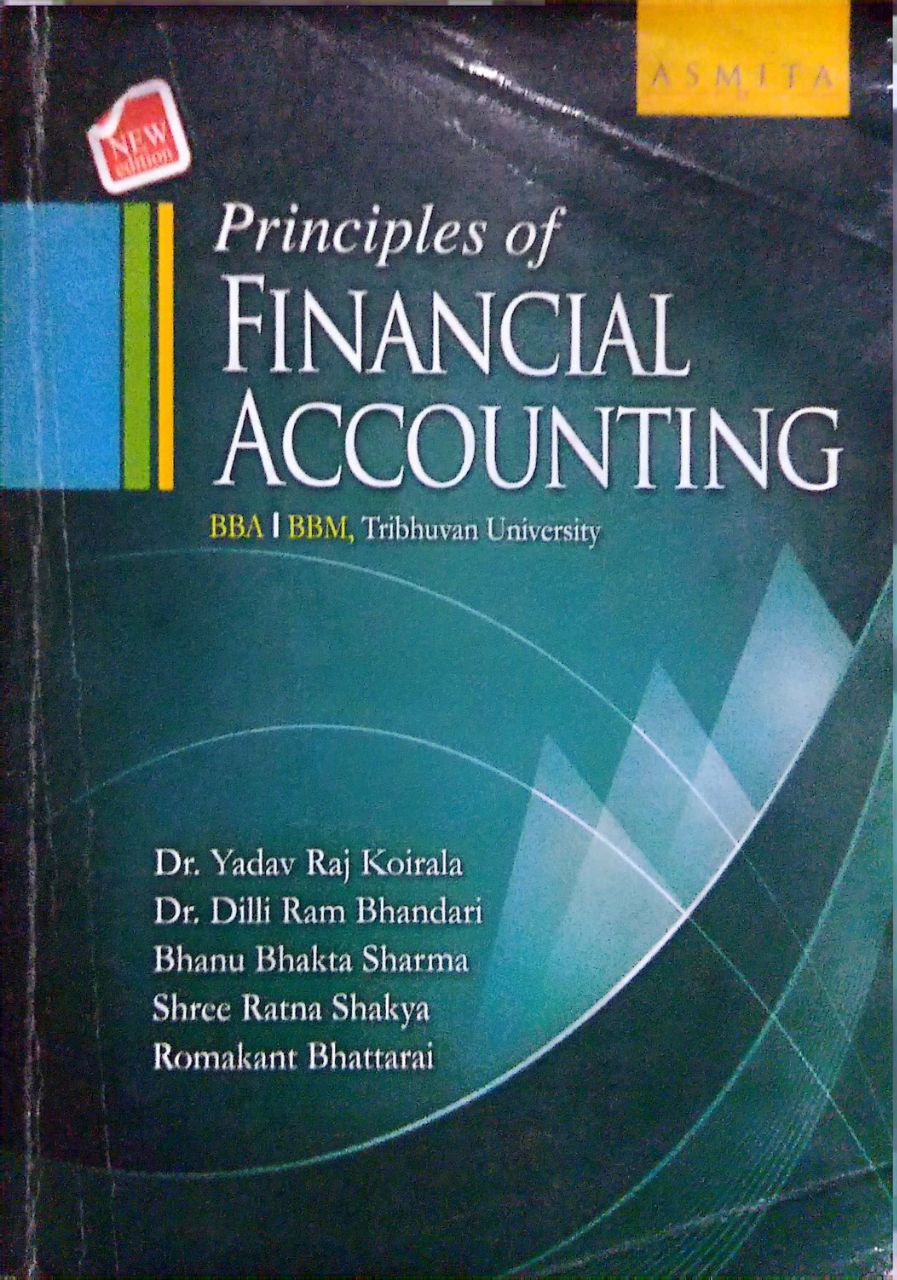 ASMITA
NEW
edition
Principles of
FINANCIAL
ACCOUNTING
BBA | BBM, Tribhuvan University
Dr. Yadav Raj Koirala
Dr. Dilli Ram Bhandari
Bhanu Bhakta Sharma
Shree Ratna Shakya
Romakant Bhattarai